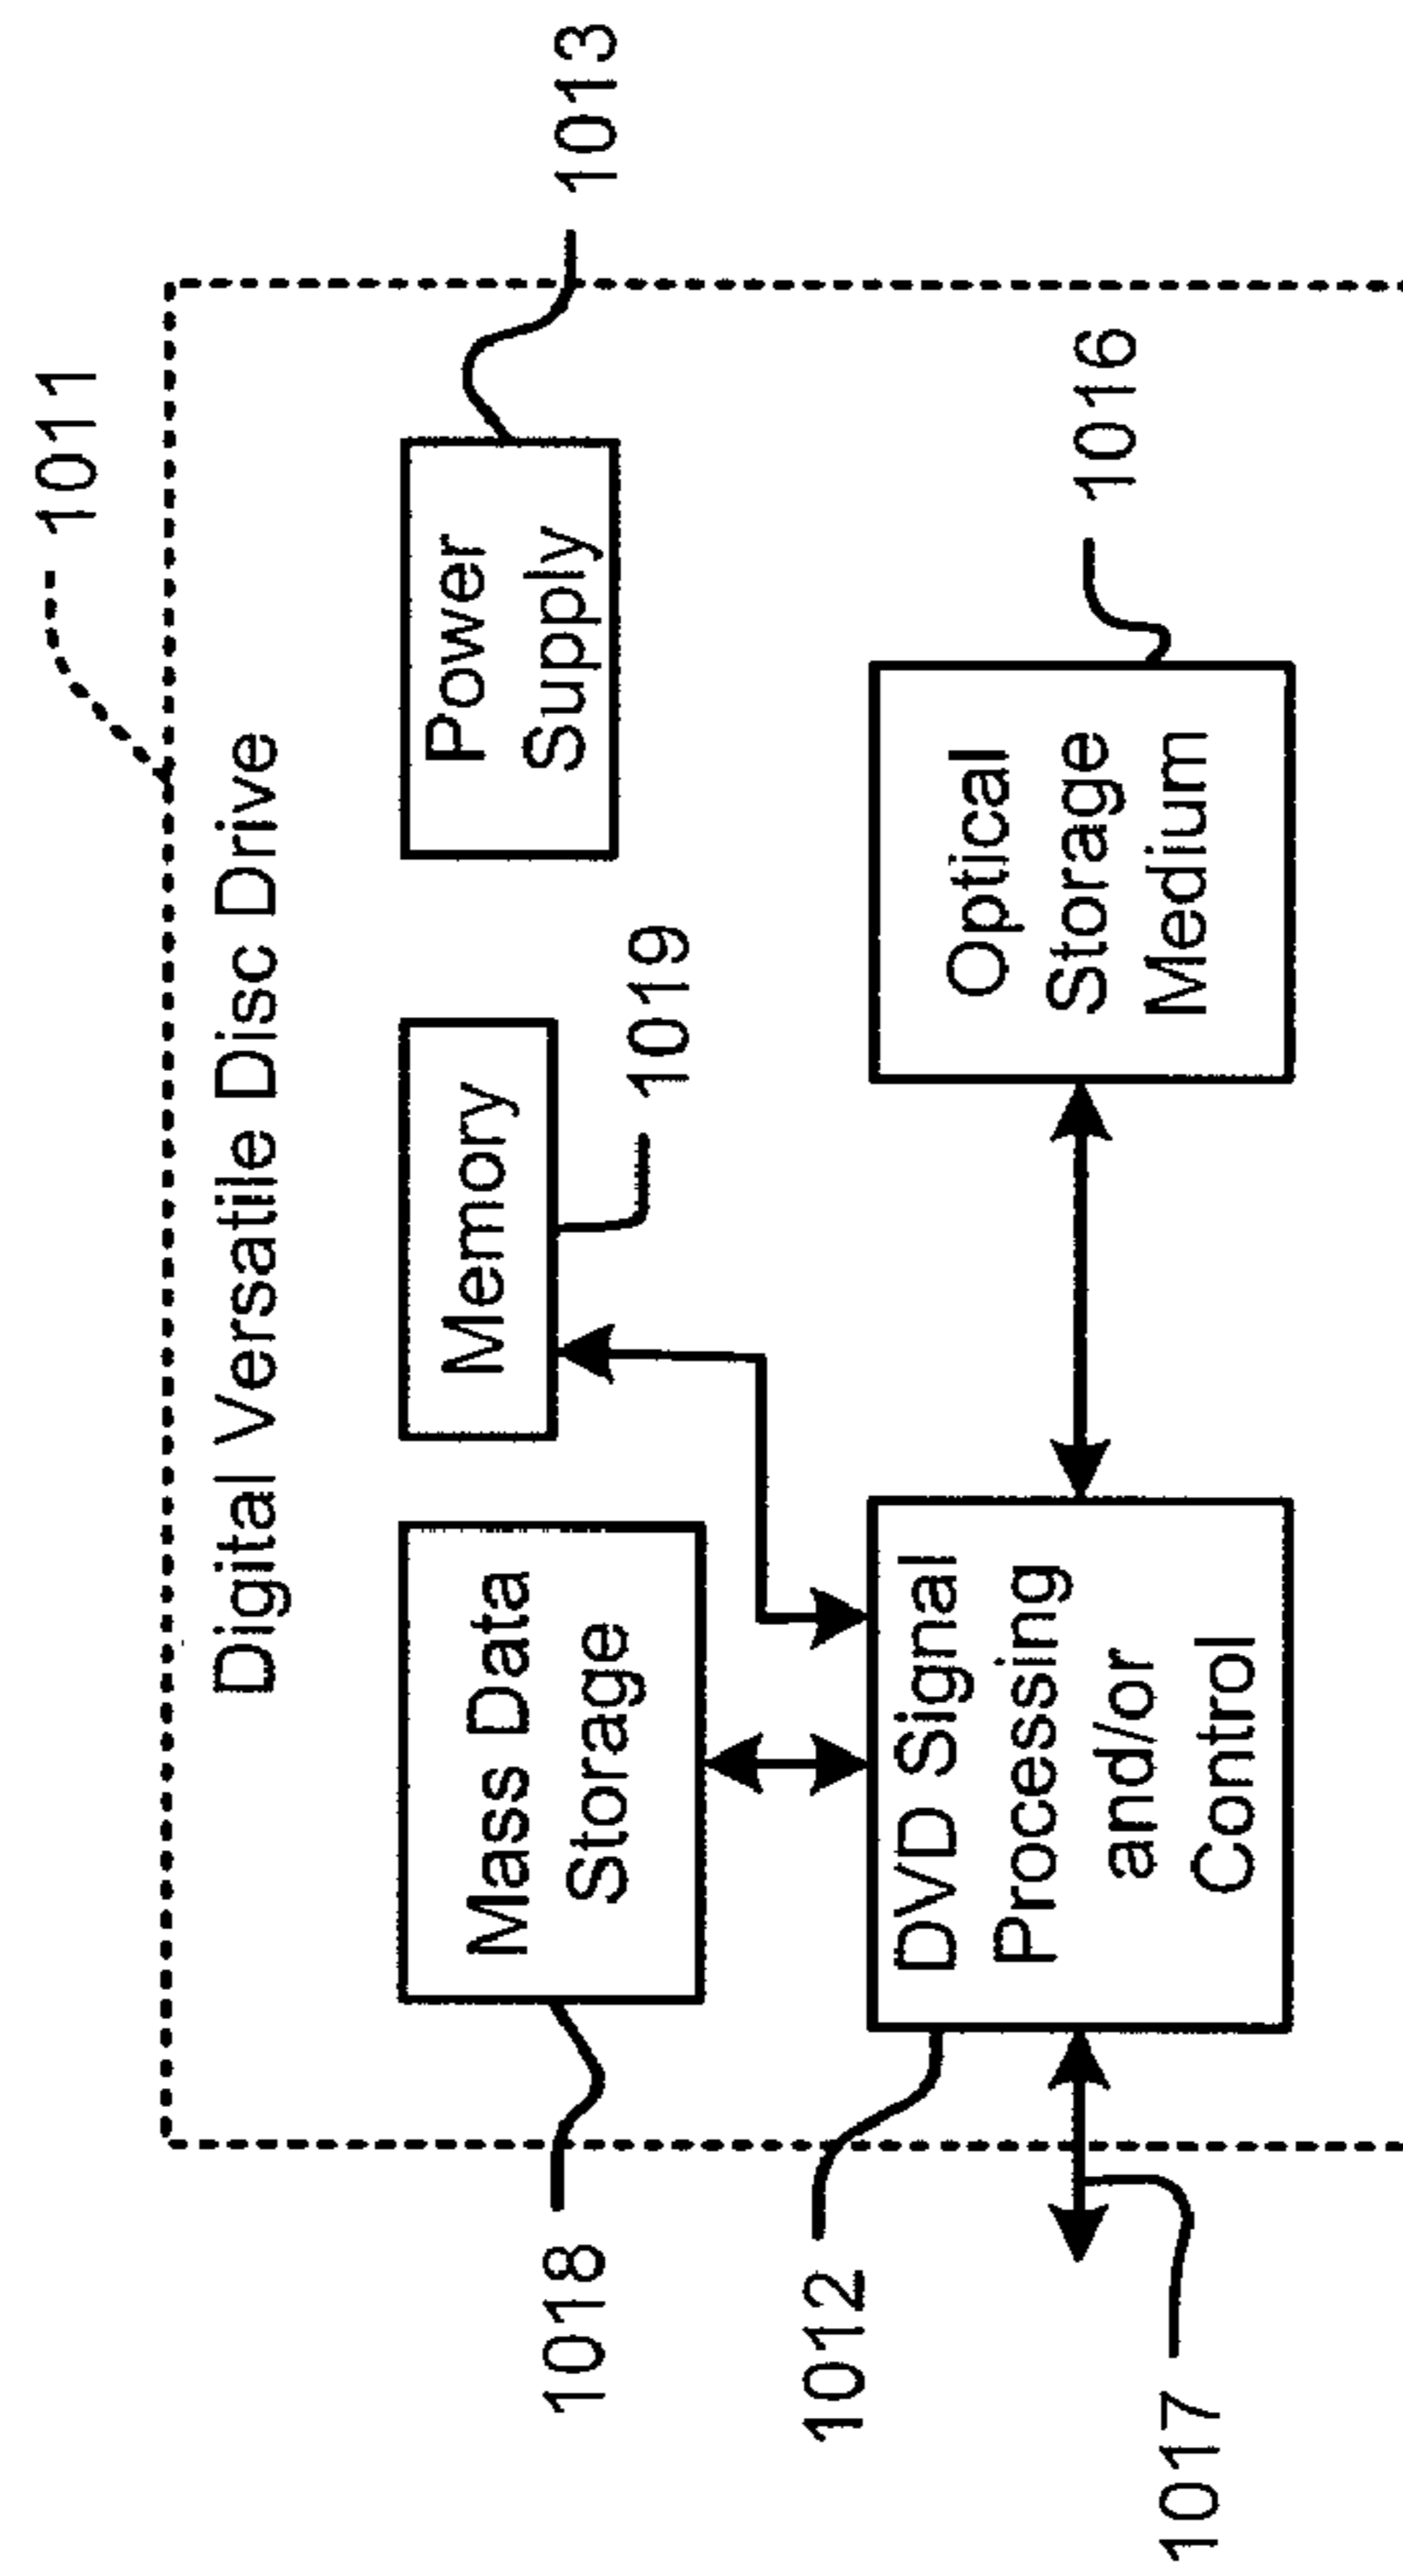 1011
Digital Versatile Disc Drive
1018
Mass Data
Storage
Memory
1019
Power
Supply
1013
1012
DVD Signal
Processing
and/or
Control
Optical
Storage
Medium
1016
1017